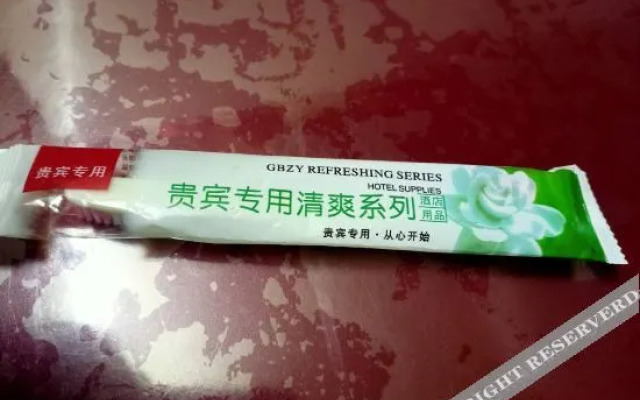 贵宾专用
GBZY REFRESHING SERIES
HOTEL SUPPLIES
贵宾专用清爽系列
酒店
用品
贵宾专用·从心开始
RIGHT RESERVERD